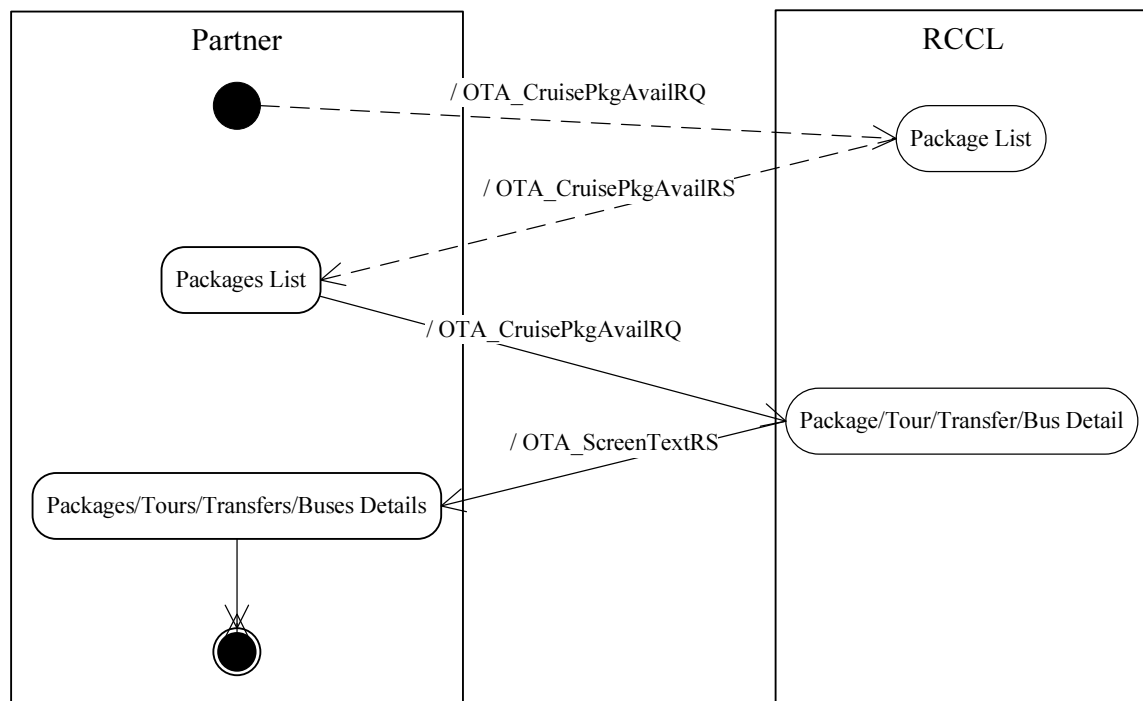 Partner
RCCL
/ OTA_CruisePkgAvailRQ
Package List
/ OTA_CruisePkgAvailRS
Packages List
/ OTA_CruisePkgAvailRQ
Package/Tour/Transfer/Bus Detail
/ OTA_ScreenTextRS
Packages/Tours/Transfers/Buses Details